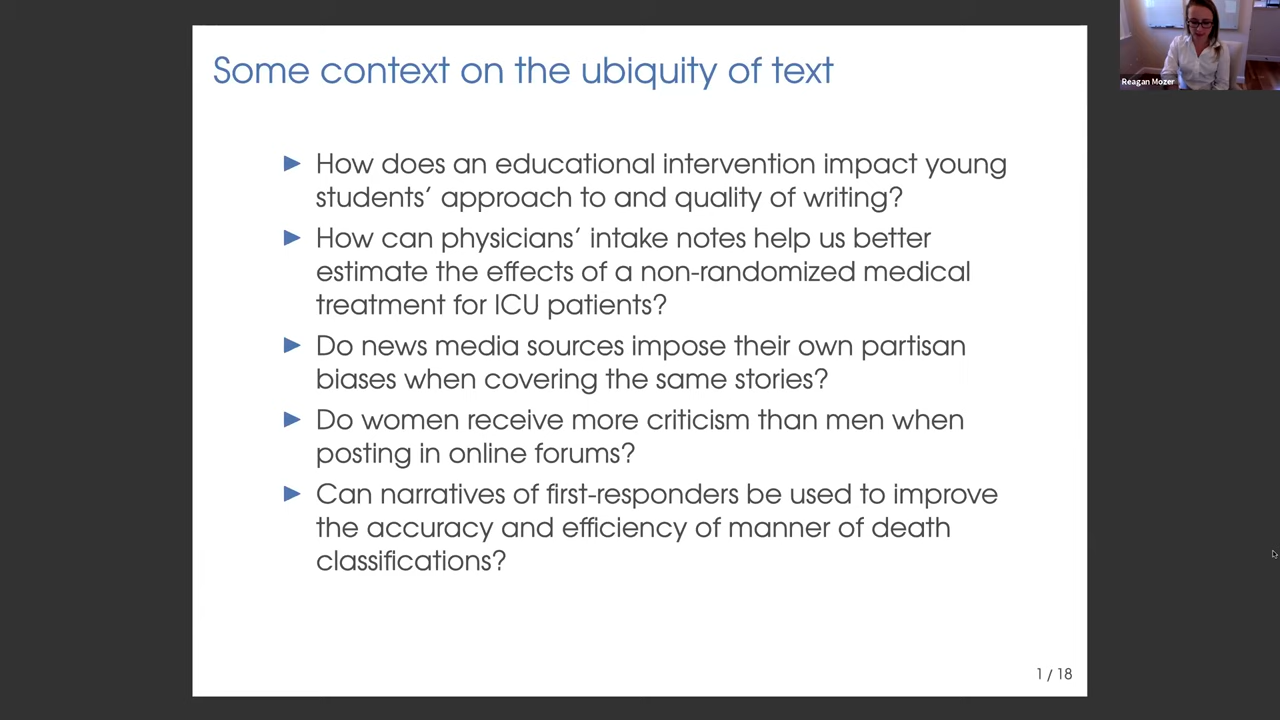 Some context on the ubiquity of text
Reagan Mozer
▶ How does an educational intervention impact young
students’ approach to and quality of writing?
▶ How can physicians’ intake notes help us better
estimate the effects of a non-randomized medical
treatment for ICU patients?
▶ Do news media sources impose their own partisan
biases when covering the same stories?
▶ Do women receive more criticism than men when
posting in online forums?
▶ Can narratives of first-responders be used to improve
the accuracy and efficiency of manner of death
classifications?
1 / 18